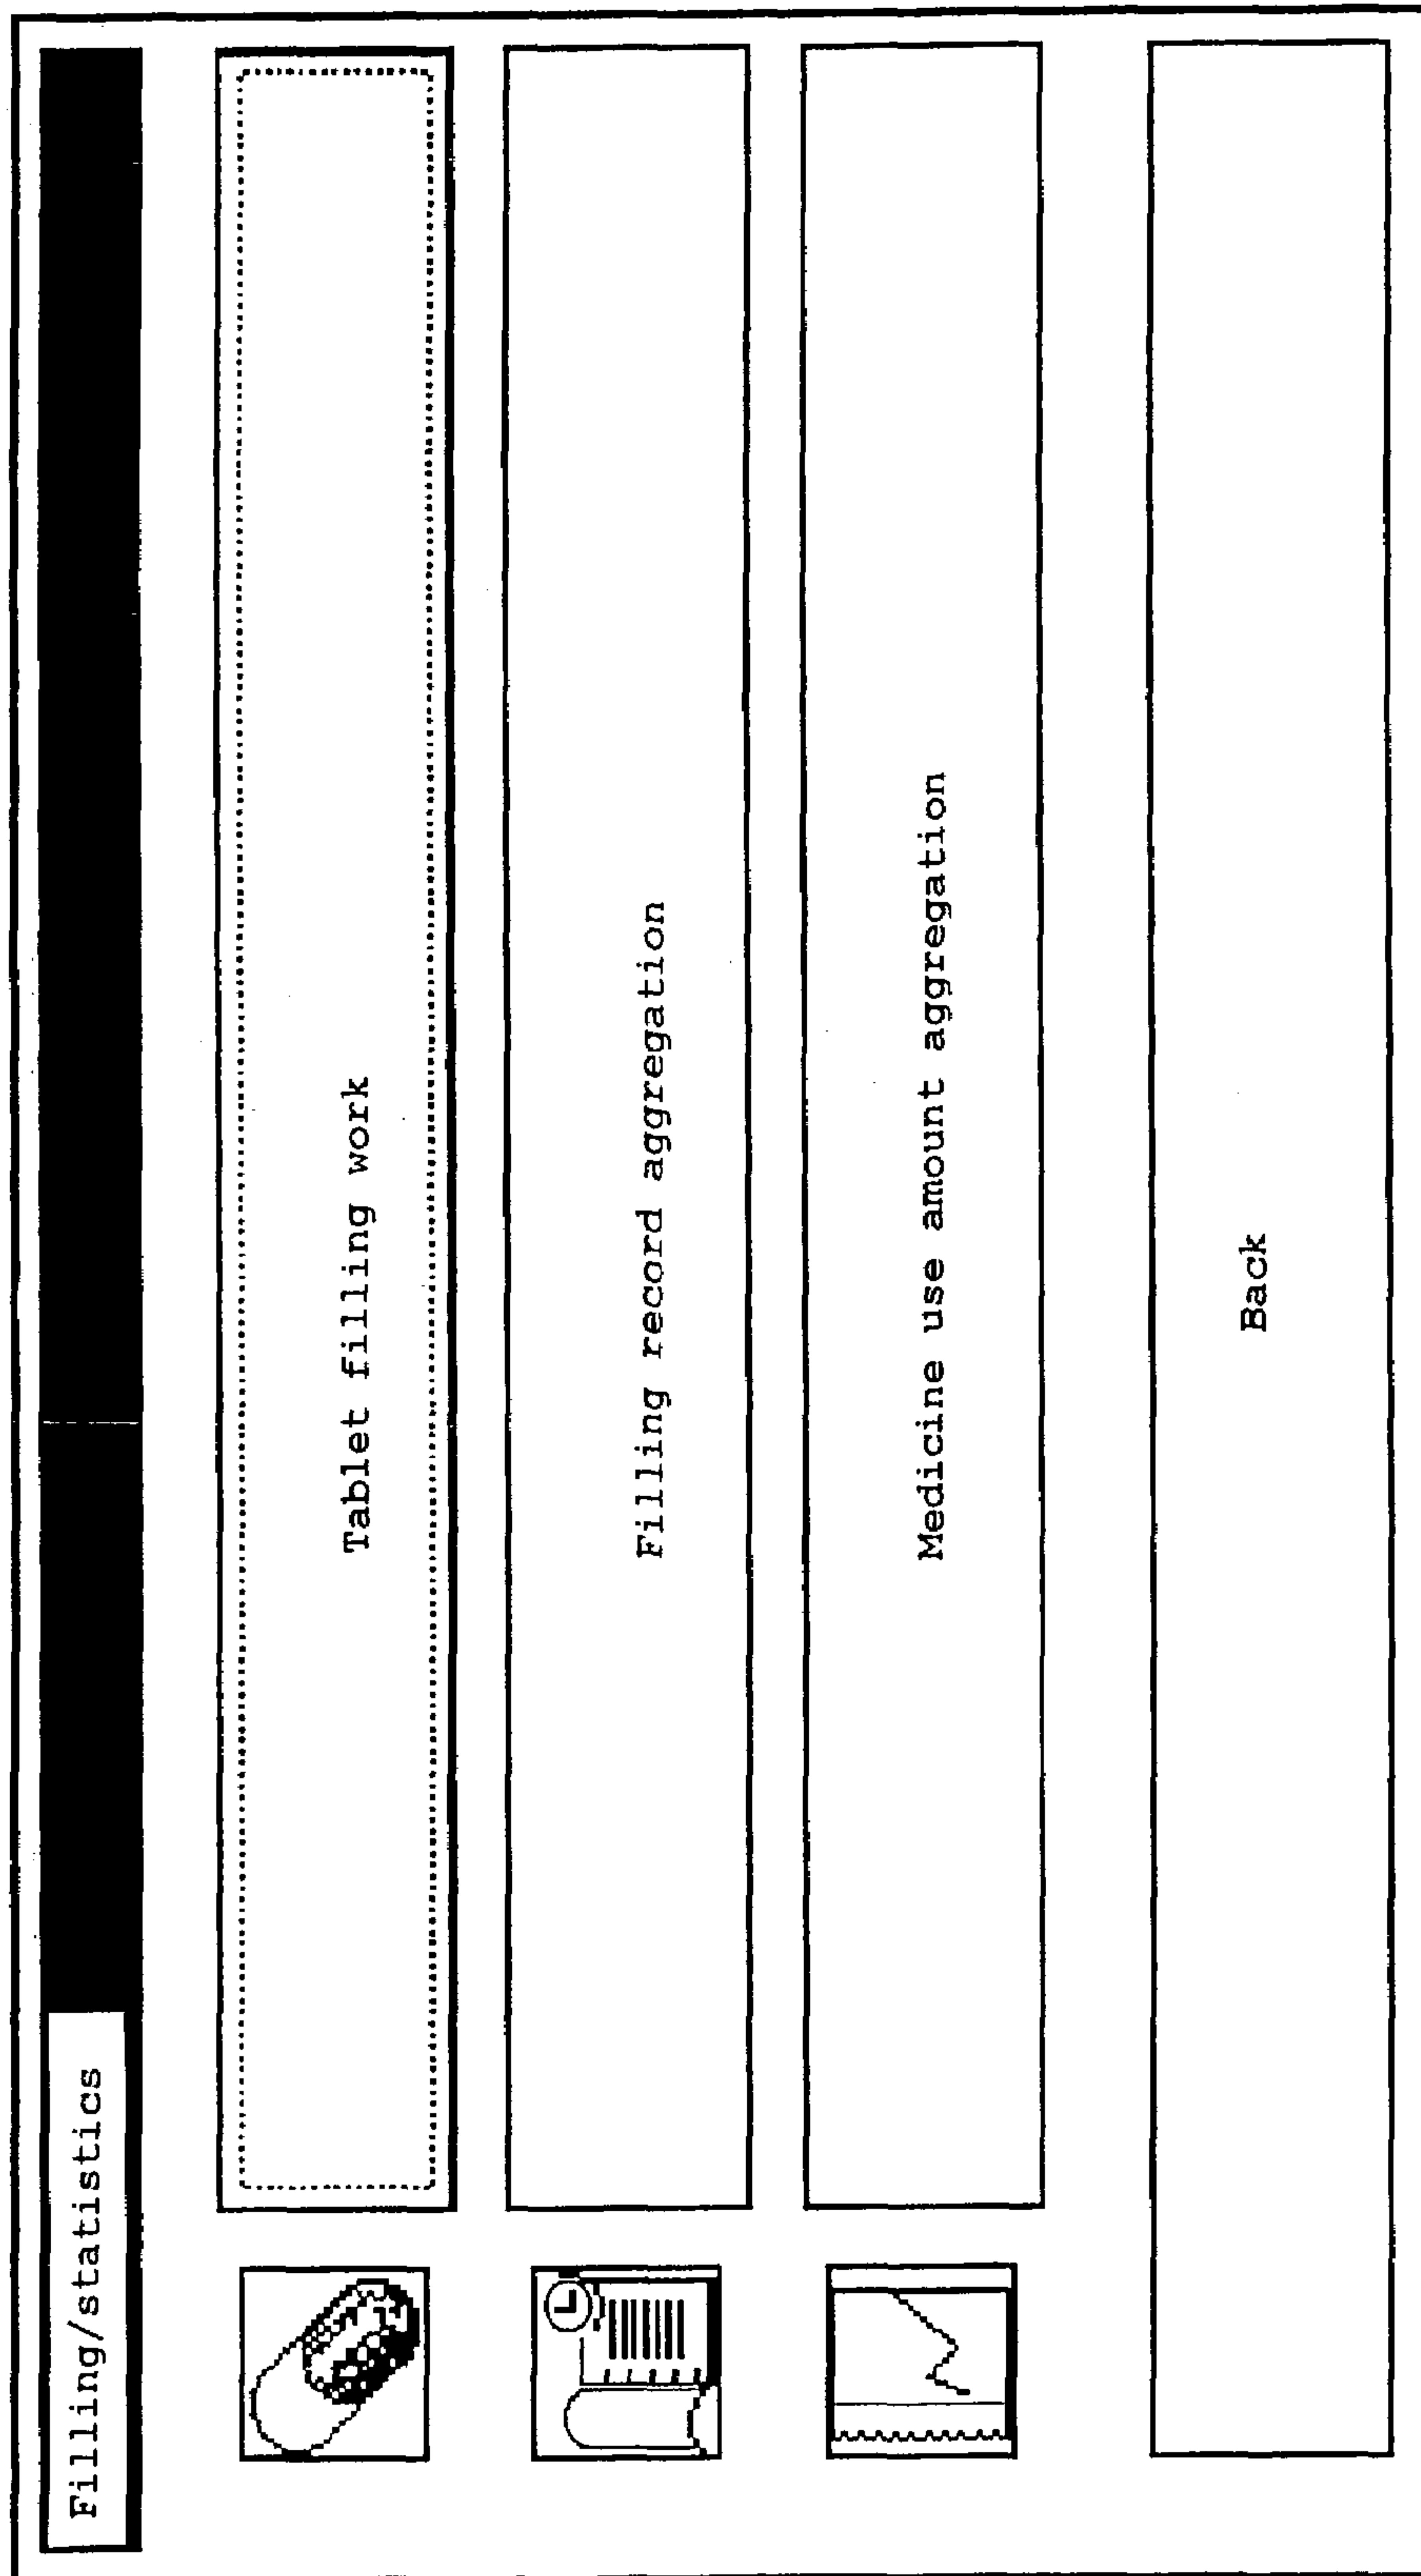 Filling/statistics
Tablet filling work
Filling record aggregation
Medicine use amount aggregation
Back